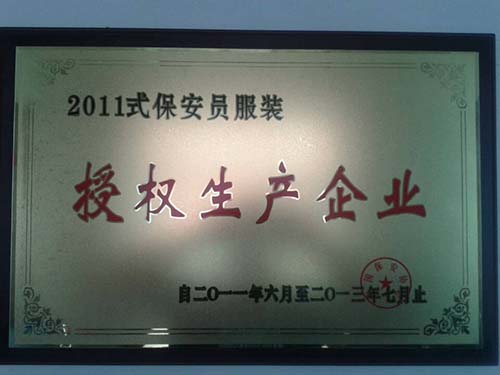 2011式保安员服装
授权生产企业
自二〇一一年六月至二〇一三年七月止